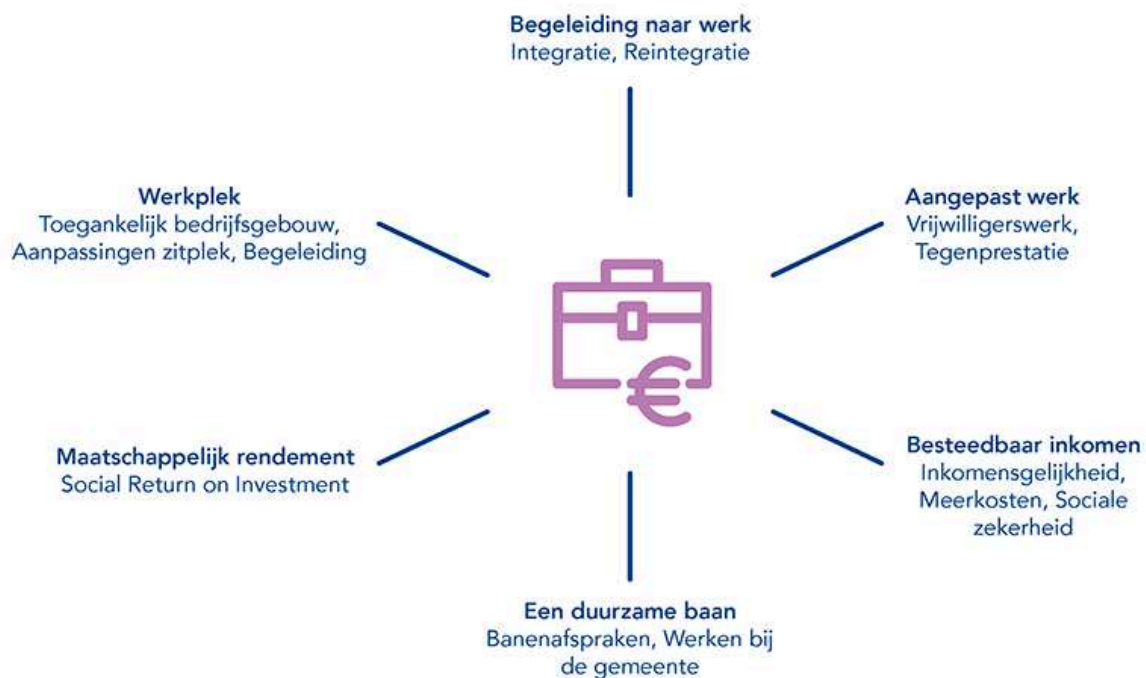 Begeleiding naar werk
Integratie, Reintegratie
Werkplek
Toegankelijk bedrijfsgebouw,
Aanpassingen zitplek, Begeleiding
Aangepast werk
Vrijwilligerswerk,
Tegenprestatie
Maatschappelijk rendement
Social Return on Investment
Besteedbaar inkomen
Inkomensgelijkheid,
Meerkosten, Sociale
zekerheid
Een duurzame baan
Banenafspraken, Werken bij
de gemeente